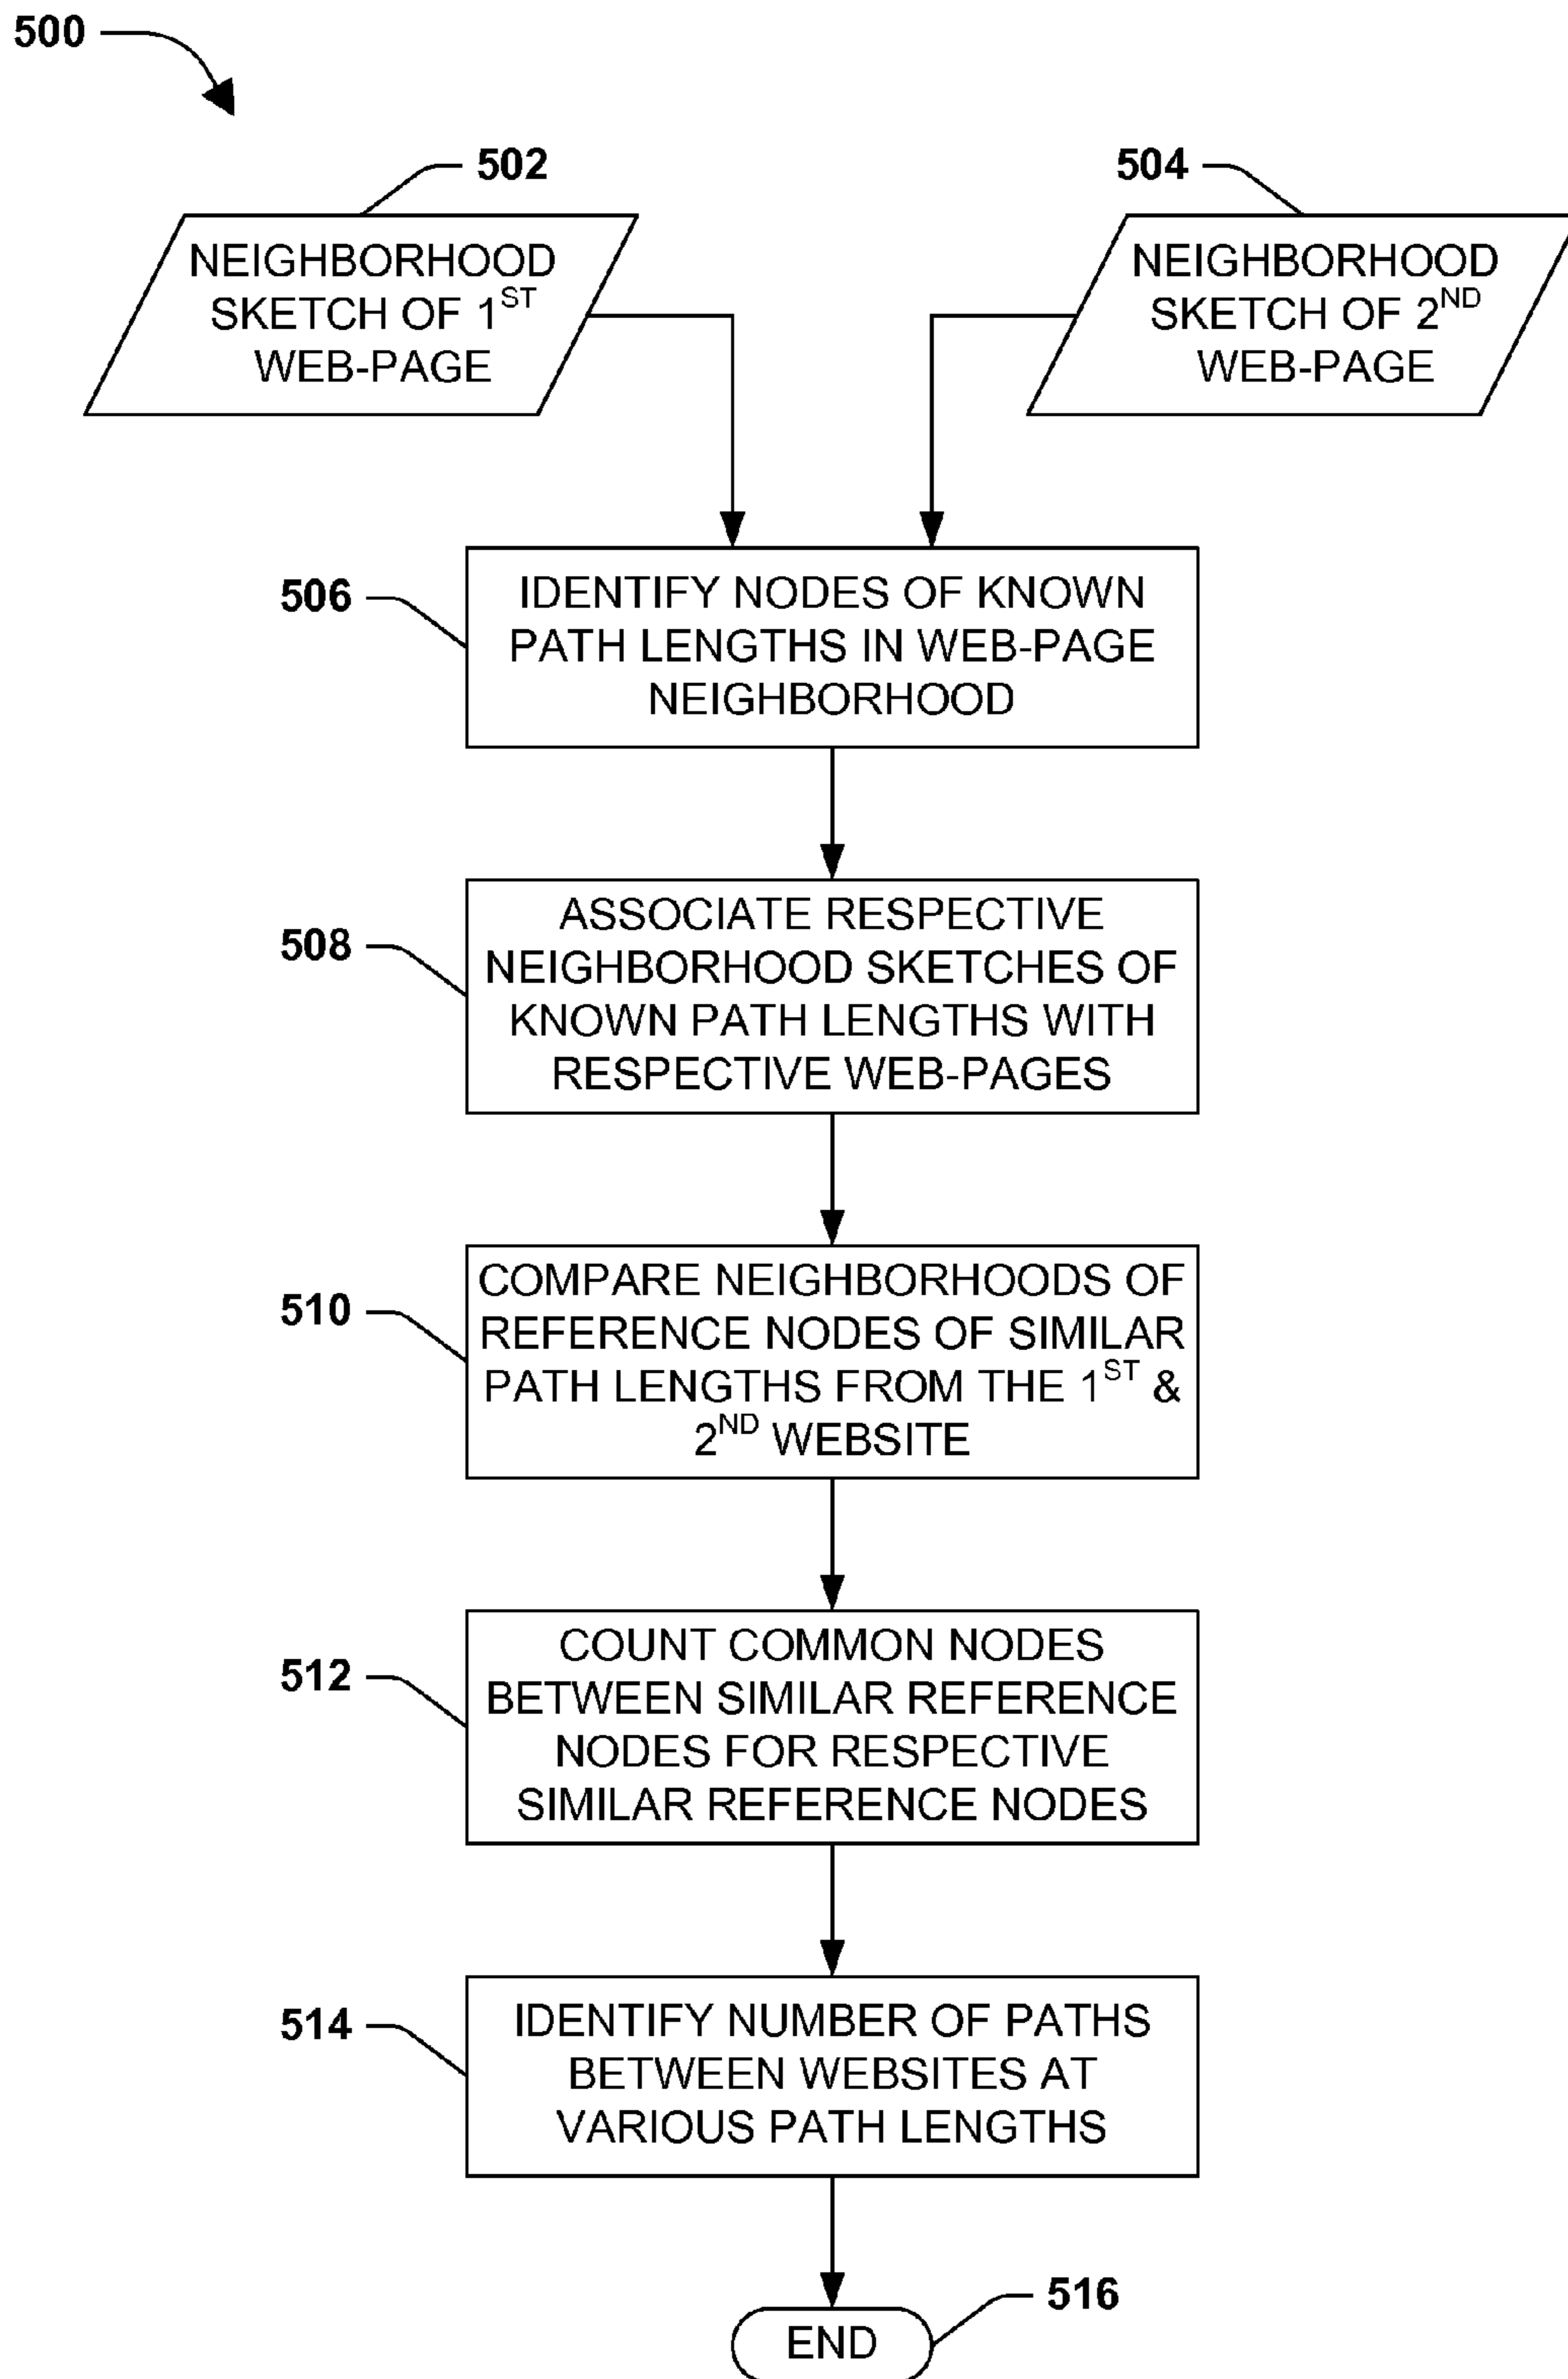 500
502
504
NEIGHBORHOOD
SKETCH OF 1ST
WEB-PAGE
NEIGHBORHOOD
SKETCH OF 2ND
WEB-PAGE
506
IDENTIFY NODES OF KNOWN
PATH LENGTHS IN WEB-PAGE
NEIGHBORHOOD
508
ASSOCIATE RESPECTIVE
NEIGHBORHOOD SKETCHES OF
KNOWN PATH LENGTHS WITH
RESPECTIVE WEB-PAGES
510
COMPARE NEIGHBORHOODS OF
REFERENCE NODES OF SIMILAR
PATH LENGTHS FROM THE 1ST &
2ND WEBSITE
512
COUNT COMMON NODES
BETWEEN SIMILAR REFERENCE
NODES FOR RESPECTIVE
SIMILAR REFERENCE NODES
514
IDENTIFY NUMBER OF PATHS
BETWEEN WEBSITES AT
VARIOUS PATH LENGTHS
516
END